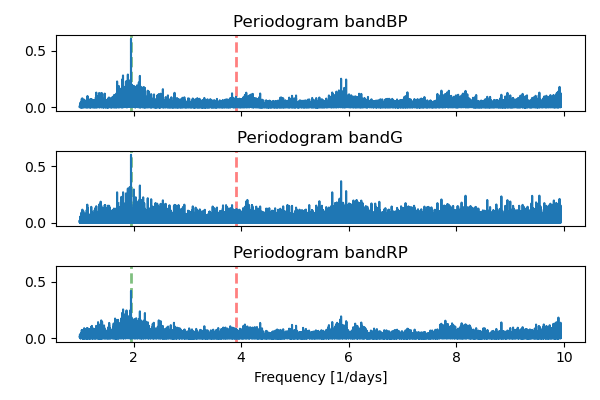 Periodogram bandBP
0.5
0.0
Periodogram bandG
0.5
0.0
Periodogram bandRP
0.5
0.0
2 4 6 8 10
Frequency [1/days]